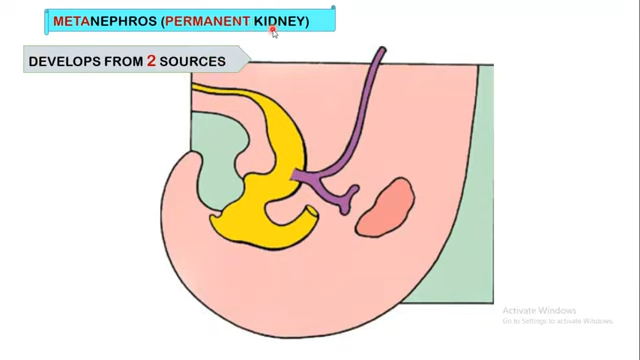 METANEPHROS (PERMANENT KIDNEY)
DEVELOPS FROM 2 SOURCES
Activate Windows
Go to Settings to activate Windows.